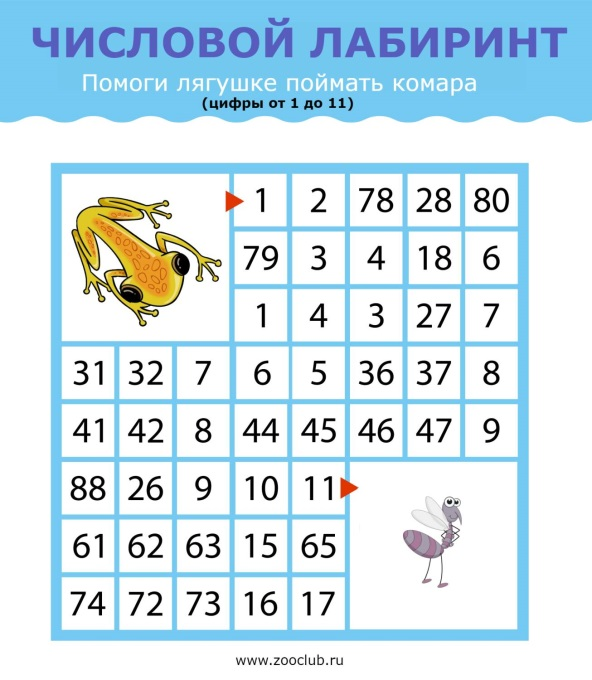 ЧИСЛОВОЙ ЛАБИРИНТ
Помоги лягушке поймать комара
(цифры от 1 до 11)
1 2 78 28 80
79 3 4 18 6
1 4 3 27 7
31 32 7 6 5 36 37 8
41 42 8 44 45 46 47 9
88 26 9 10 11
61 62 63 15 65
74 72 73 16 17
www.zooclub.ru